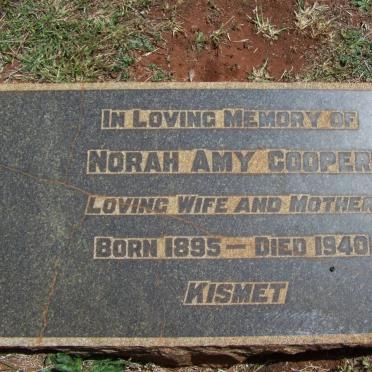 In Loving Memory of
Norah Amy Cooper
Loving Wife and Mother
Born 1895 — Died 1940
Kismet